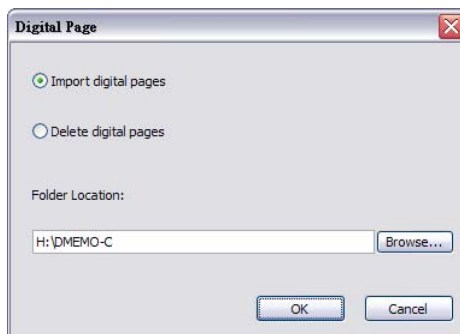 Digital Page
Import digital pages
Delete digital pages
Folder Location:
H:\DMEMO-C
Browse...
OK
Cancel